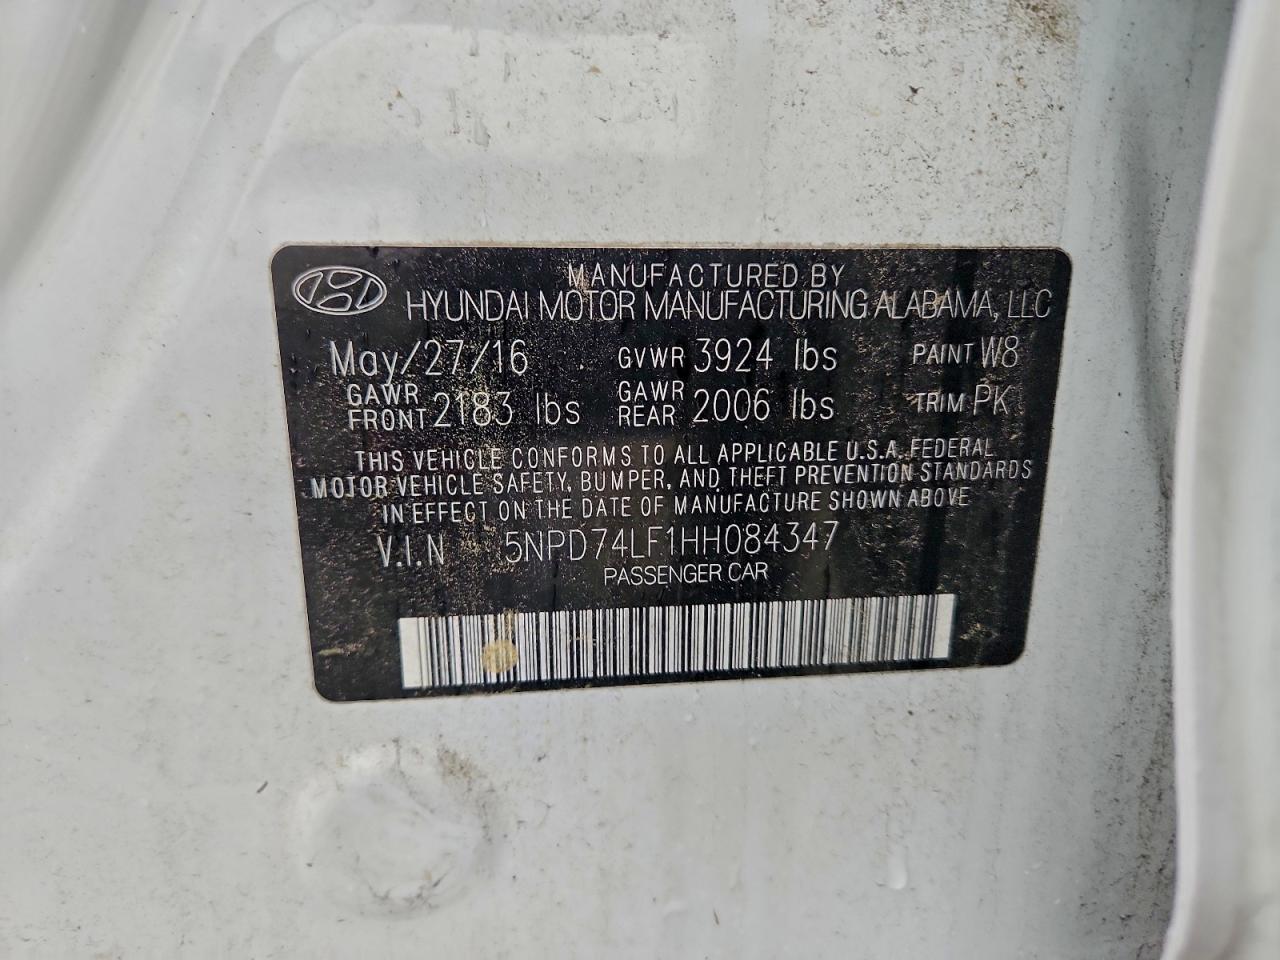 MANUFACTURED BY
HYUNDAI MOTOR MANUFACTURING ALABAMA, LLC
May/27/16 GVWR 3924 lbs PAINT W8
GAWR FRONT 2183 lbs GAWR REAR 2006 lbs TRIM PK
THIS VEHICLE CONFORMS TO ALL APPLICABLE U.S.A. FEDERAL
MOTOR VEHICLE SAFETY, BUMPER, AND THEFT PREVENTION STANDARDS
IN EFFECT ON THE DATE OF MANUFACTURE SHOWN ABOVE
V.I.N 5NPD74LF1HH084347
PASSENGER CAR